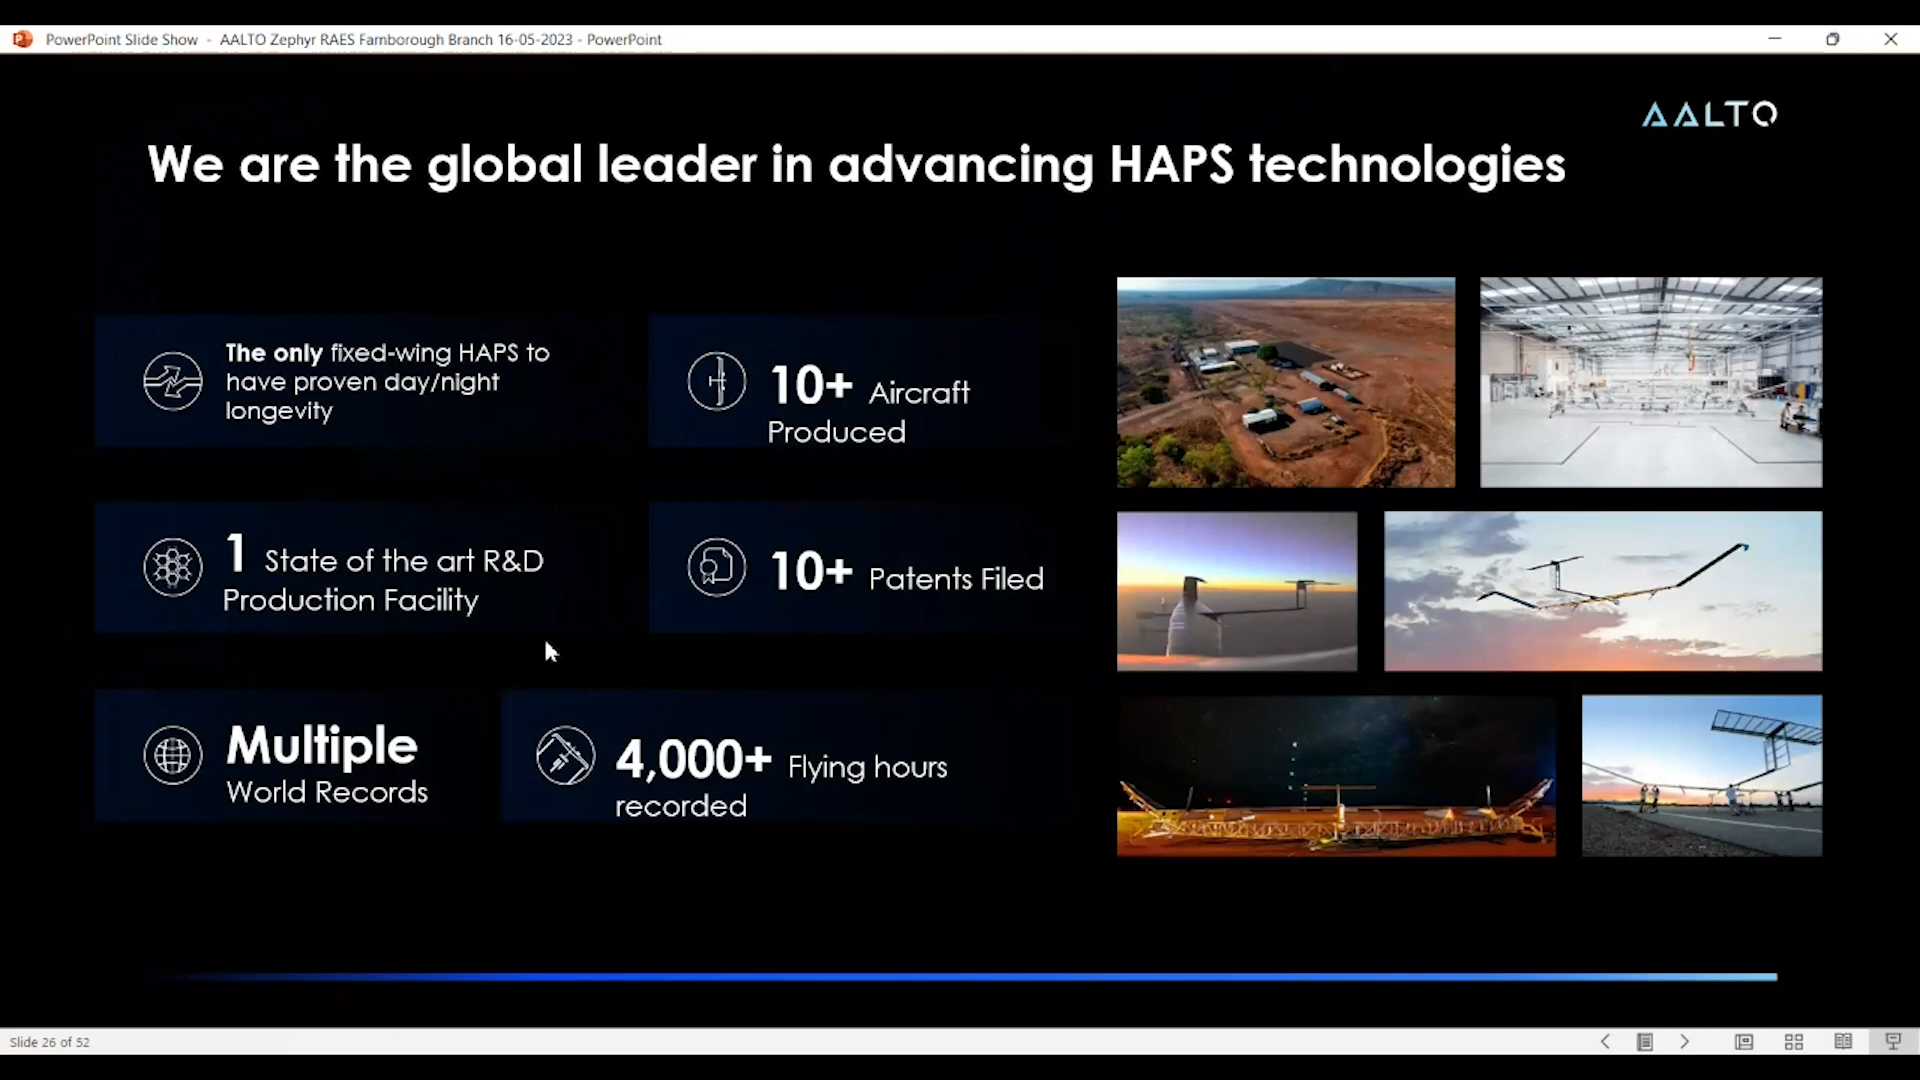 PowerPoint Slide Show - AALTO Zephyr RAES Farnborough Branch 16-05-2023 - PowerPoint
AALTO
We are the global leader in advancing HAPS technologies
The only fixed-wing HAPS to
have proven day/night
longevity
10+ Aircraft
Produced
1 State of the art R&D
Production Facility
10+ Patents Filed
Multiple
World Records
4,000+ Flying hours
recorded
Slide 26 of 52